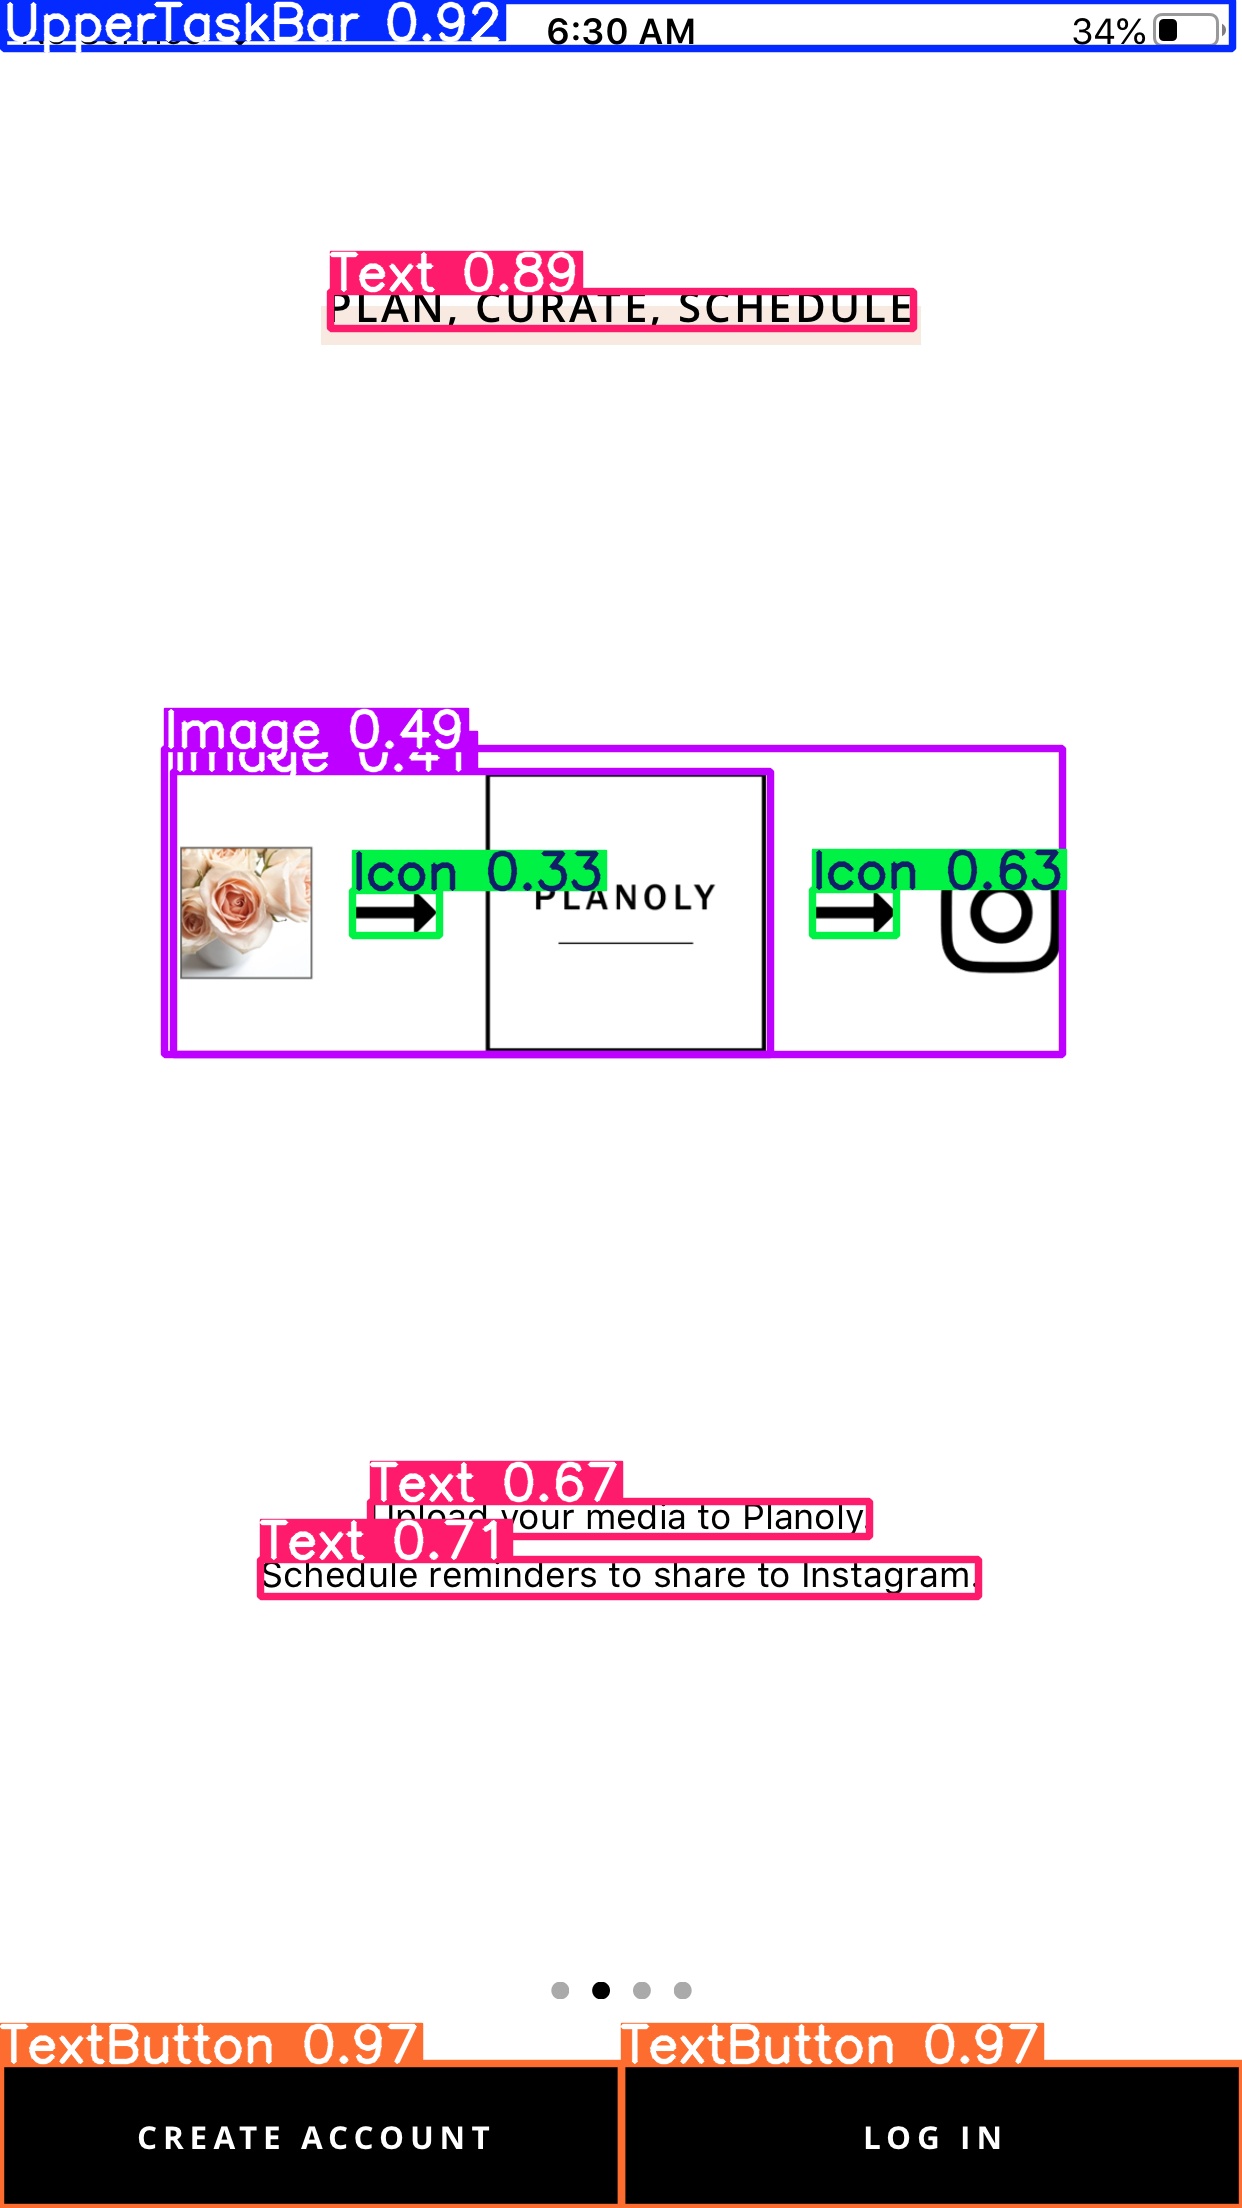 UpperTaskBar 0.92
6:30 AM
34%
Text 0.89
PLAN, CURATE, SCHEDULE
Image 0.49
Image 0.41
Icon 0.33
Icon 0.63
PLANOLY
Text 0.67
Upload your media to Planoly.
Text 0.71
Schedule reminders to share to Instagram.
TextButton 0.97
TextButton 0.97
CREATE ACCOUNT
LOG IN